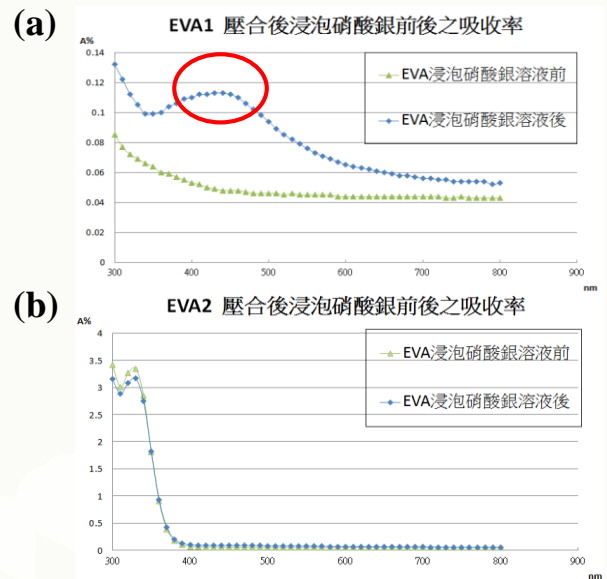 (a)
EVA1 壓合後浸泡硝酸銀前後之吸收率
A%
0.14
0.12
0.1
0.08
0.06
0.04
0.02
0
EVA浸泡硝酸銀溶液前
EVA浸泡硝酸銀溶液後
300 400 500 600 700 800 900
nm
(b)
EVA2 壓合後浸泡硝酸銀前後之吸收率
A%
4
3.5
3
2.5
2
1.5
1
0.5
0
EVA浸泡硝酸銀溶液前
EVA浸泡硝酸銀溶液後
300 400 500 600 700 800 900
nm